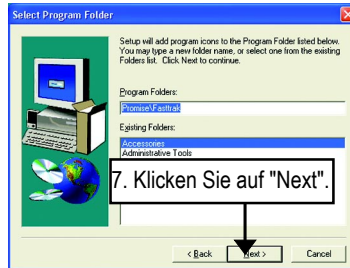 Select Program Folder
Setup will add program icons to the Program Folder listed below.
You may type a new folder name, or select one from the existing
Folders list. Click Next to continue.
Program Folders:
Promise\Fasttrak
Existing Folders:
Accessories
Administrative Tools
7. Klicken Sie auf "Next".
< Back
Next >
Cancel